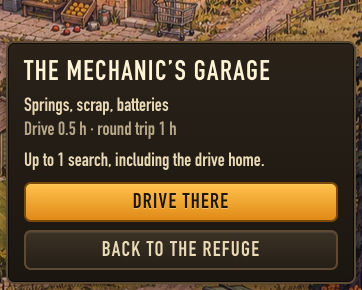 THE MECHANIC'S GARAGE
Springs, scrap, batteries
Drive 0.5 h · round trip 1 h
Up to 1 search, including the drive home.
DRIVE THERE
BACK TO THE REFUGE